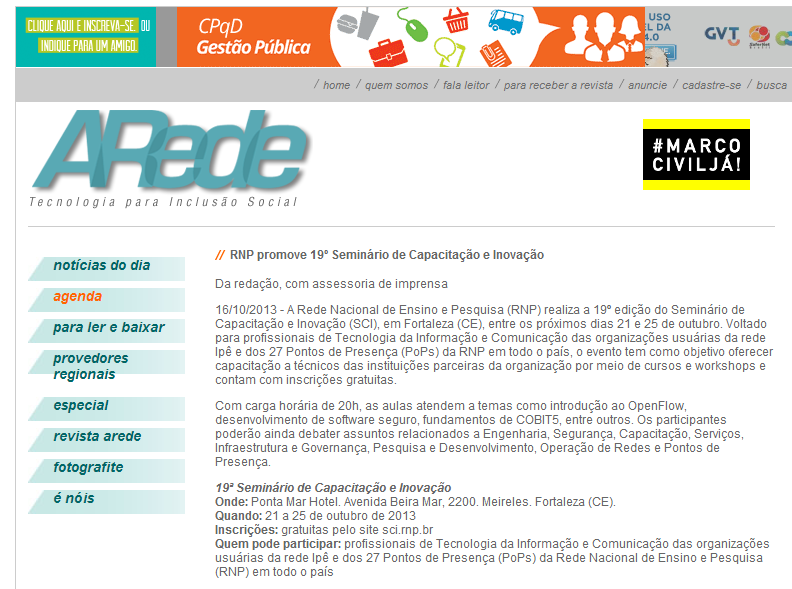 CLIQUE AQUI E INSCREVA-SE. OU
INDIQUE PARA UM AMIGO.
CPqD
Gestão Pública
USO
EL DA
4.0
GVT
/ home / quem somos / fala leitor / para receber a revista / anuncie / cadastre-se / busca
ARede
Tecnologia para Inclusão Social
#MARCO
CIVILJÁ!
notícias do dia
agenda
para ler e baixar
provedores
regionais
especial
revista arede
fotografite
é nóis
// RNP promove 19º Seminário de Capacitação e Inovação
Da redação, com assessoria de imprensa
16/10/2013 - A Rede Nacional de Ensino e Pesquisa (RNP) realiza a 19ª edição do Seminário de
Capacitação e Inovação (SCI), em Fortaleza (CE), entre os próximos dias 21 e 25 de outubro. Voltado
para profissionais de Tecnologia da Informação e Comunicação das organizações usuárias da rede
Ipê e dos 27 Pontos de Presença (PoPs) da RNP em todo o país, o evento tem como objetivo oferecer
capacitação a técnicos das instituições parceiras da organização por meio de cursos e workshops e
contam com inscrições gratuitas.
Com carga horária de 20h, as aulas atendem a temas como introdução ao OpenFlow,
desenvolvimento de software seguro, fundamentos de COBIT5, entre outros. Os participantes
poderão ainda debater assuntos relacionados a Engenharia, Segurança, Capacitação, Serviços,
Infraestrutura e Governança, Pesquisa e Desenvolvimento, Operação de Redes e Pontos de
Presença.
19ª Seminário de Capacitação e Inovação
Onde: Ponta Mar Hotel. Avenida Beira Mar, 2200. Meireles. Fortaleza (CE).
Quando: 21 a 25 de outubro de 2013
Inscrições: gratuitas pelo site sci.rnp.br
Quem pode participar: profissionais de Tecnologia da Informação e Comunicação das organizações
usuárias da rede Ipê e dos 27 Pontos de Presença (PoPs) da Rede Nacional de Ensino e Pesquisa
(RNP) em todo o país